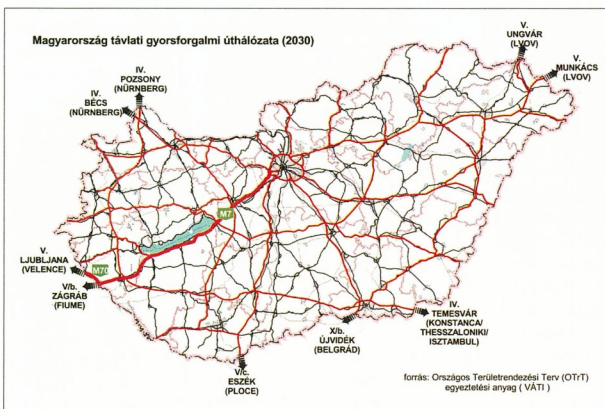 Magyarország távlati gyorsforgalmi úthálózata (2030)
V.
UNGVÁR
(LVOV)
V.
MUNKÁCS
(LVOV)
IV.
POZSONY
(NÜRNBERG)
IV.
BÉCS
(NÜRNBERG)
M7
M70
V.
LJUBLJANA
(VELENCE)
V/b.
ZÁGRÁB
(FIUME)
V/c.
ESZÉK
(PLOCE)
X/b.
ÚJVIDÉK
(BELGRÁD)
IV.
TEMESVÁR
(KONSTANCA/
THESSZALONIKI/
ISZTAMBUL)
forrás: Országos Területrendezési Terv (OTrT)
egyeztetési anyag ( VÁTI )